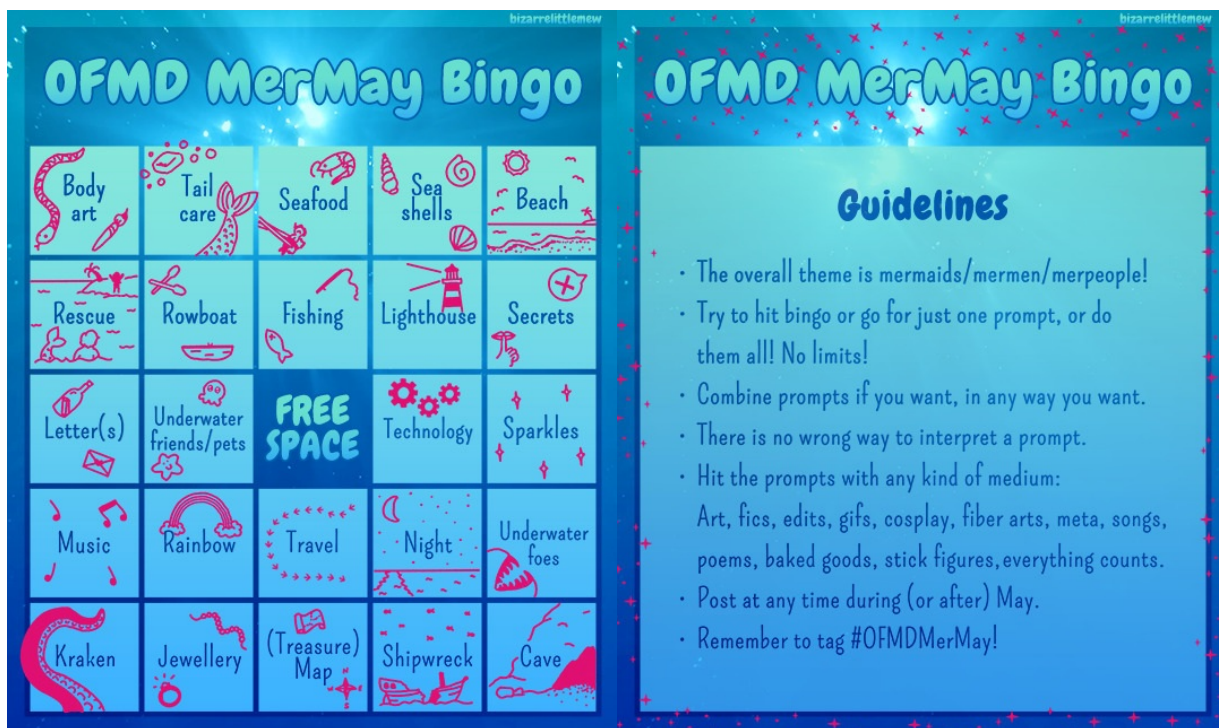 bizarrelittlemew
OFMD MerMay Bingo
Body
art
Tail
care
Seafood
Sea
shells
Beach
Rescue
Rowboat
Fishing
Lighthouse
Secrets
Letter(s)
Underwater
friends/pets
FREE
SPACE
Technology
Sparkles
Music
Rainbow
Travel
Night
Underwater
foes
Kraken
Jewellery
(Treasure)
Map
N
W
E
S
Shipwreck
Cave
bizarrelittlemew
OFMD MerMay Bingo
Guidelines
· The overall theme is mermaids/mermen/merpeople!
· Try to hit bingo or go for just one prompt, or do
them all! No limits!
· Combine prompts if you want, in any way you want.
· There is no wrong way to interpret a prompt.
· Hit the prompts with any kind of medium:
Art, fics, edits, gifs, cosplay, fiber arts, meta, songs,
poems, baked goods, stick figures,everything counts.
· Post at any time during (or after) May.
· Remember to tag #OFMDMerMay!